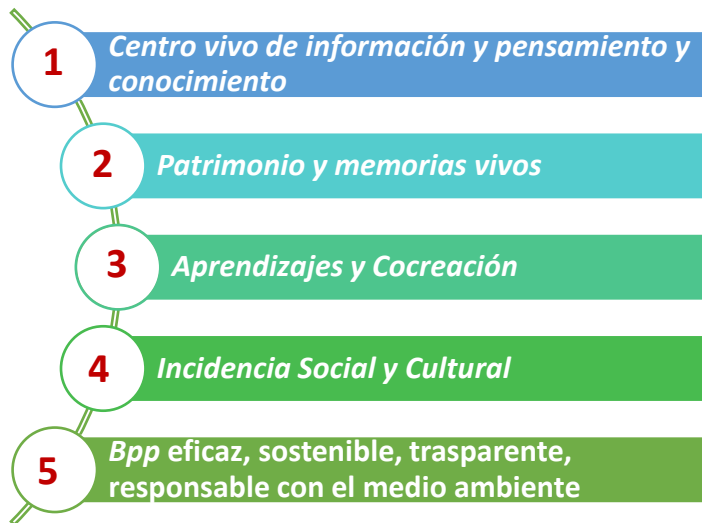 1
Centro vivo de información y pensamiento y
conocimiento
2
Patrimonio y memorias vivos
3
Aprendizajes y Cocreación
4
Incidencia Social y Cultural
5
Bpp eficaz, sostenible, trasparente,
responsable con el medio ambiente